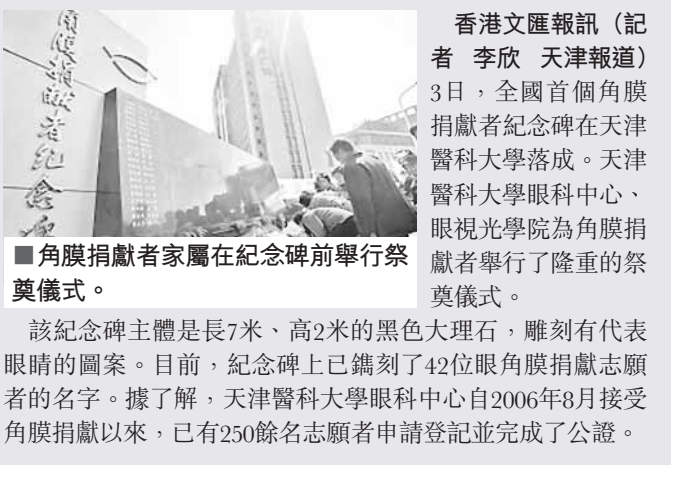 角膜捐獻者紀念碑
■角膜捐獻者家屬在紀念碑前舉行祭
奠儀式。
香港文匯報訊（記
者 李欣 天津報道）
3日，全國首個角膜
捐獻者紀念碑在天津
醫科大學落成。天津
醫科大學眼科中心、
眼視光學院為角膜捐
獻者舉行了隆重的祭
奠儀式。
該紀念碑主體是長7米、高2米的黑色大理石，雕刻有代表
眼睛的圖案。目前，紀念碑上已鐫刻了42位眼角膜捐獻志願
者的名字。據了解，天津醫科大學眼科中心自2006年8月接受
角膜捐獻以來，已有250餘名志願者申請登記並完成了公證。